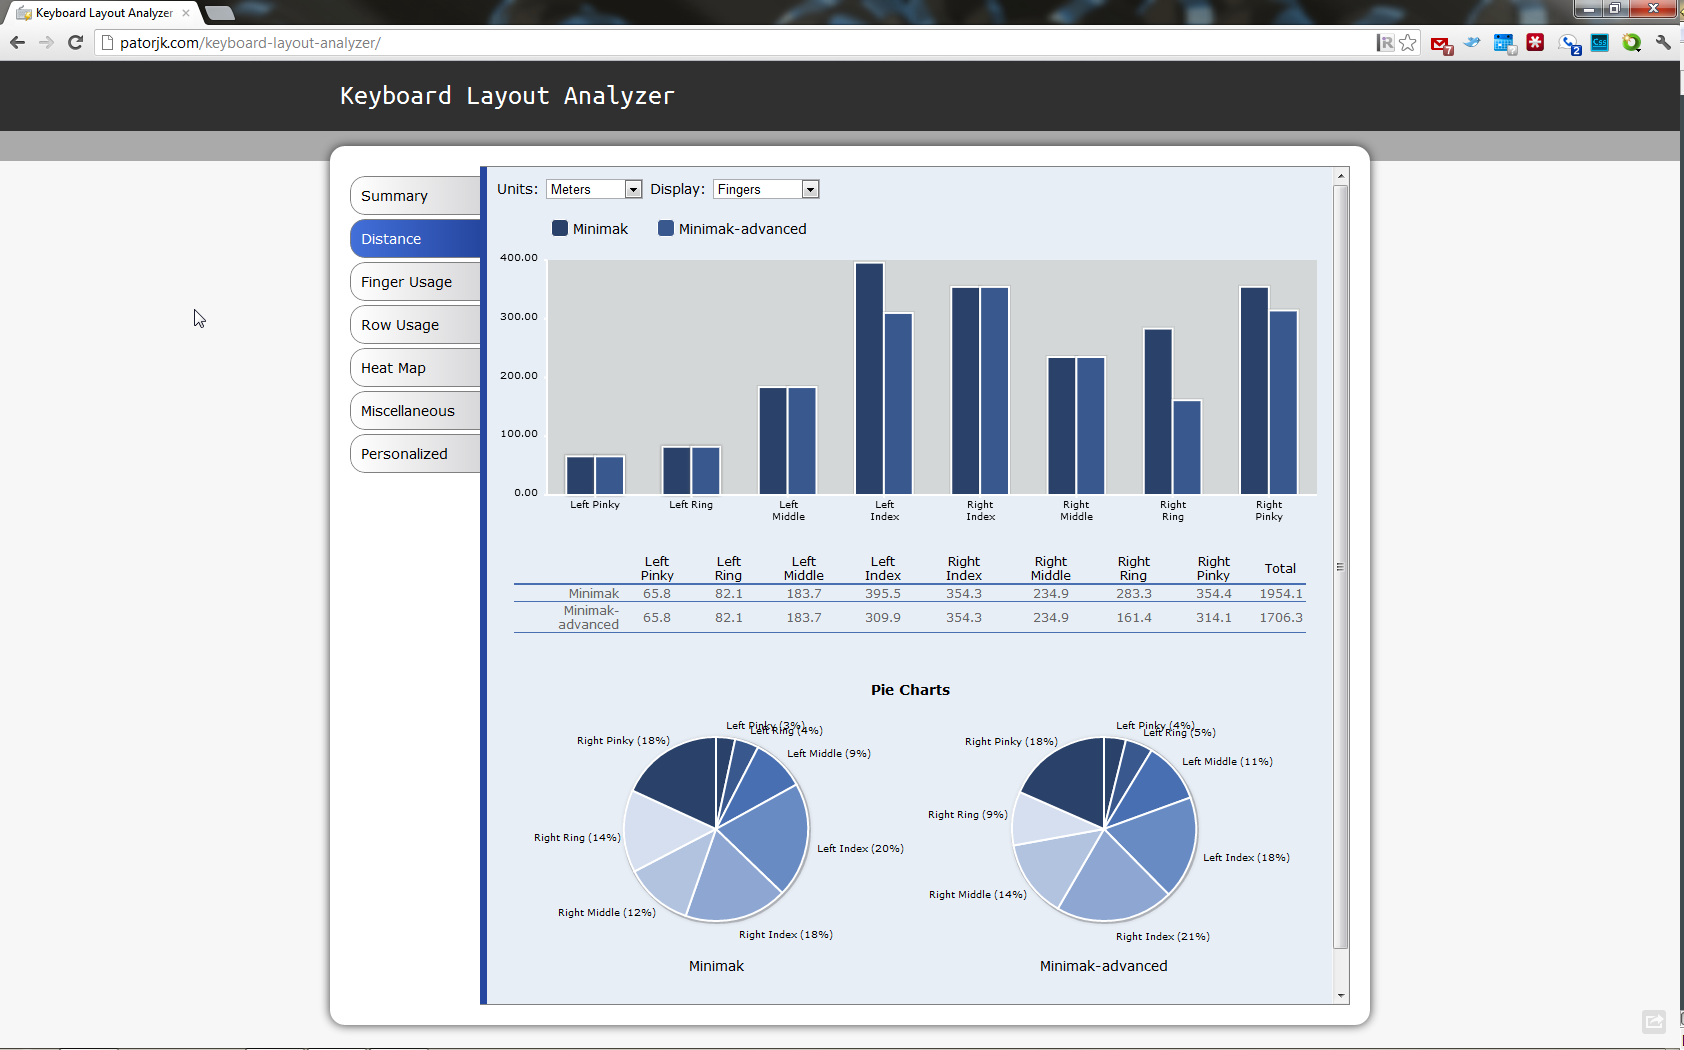 Keyboard Layout Analyzer
patorjk.com/keyboard-layout-analyzer/
7
2
Css
Keyboard Layout Analyzer
Summary
Distance
Finger Usage
Row Usage
Heat Map
Miscellaneous
Personalized
Units: Meters Display: Fingers
Minimak Minimak-advanced
400.00
300.00
200.00
100.00
0.00
Left Pinky Left Ring Left Middle Left Index Right Index Right Middle Right Ring Right Pinky
Left Pinky Left Ring Left Middle Left Index Right Index Right Middle Right Ring Right Pinky Total
Minimak 65.8 82.1 183.7 395.5 354.3 234.9 283.3 354.4 1954.1
Minimak-advanced 65.8 82.1 183.7 309.9 354.3 234.9 161.4 314.1 1706.3
Pie Charts
Left Pinky (3%)
Left Ring (4%)
Left Middle (9%)
Left Index (20%)
Right Index (18%)
Right Middle (12%)
Right Ring (14%)
Right Pinky (18%)
Minimak
Left Pinky (4%)
Left Ring (5%)
Left Middle (11%)
Left Index (18%)
Right Index (21%)
Right Middle (14%)
Right Ring (9%)
Right Pinky (18%)
Minimak-advanced